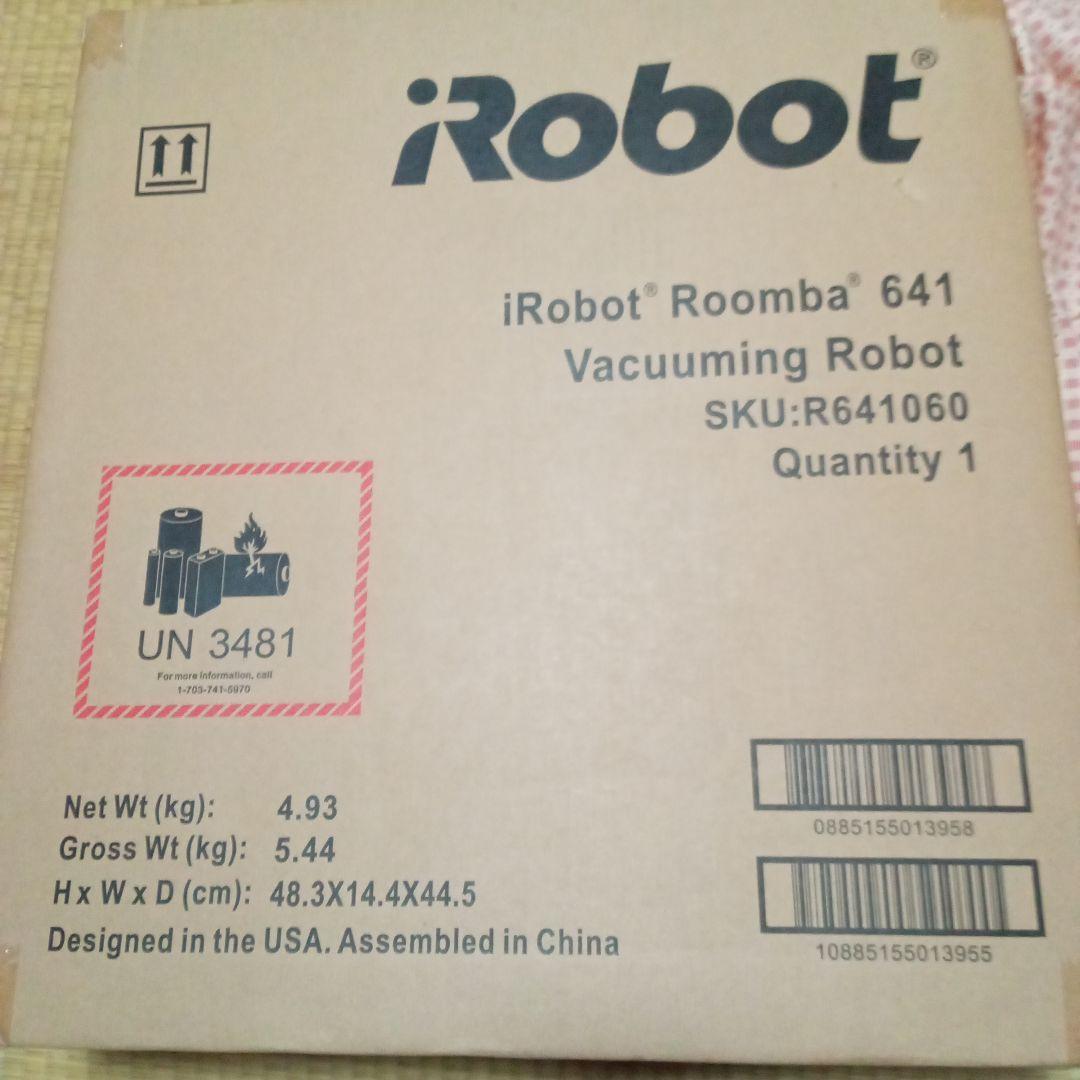 iRobot®
iRobot® Roomba® 641
Vacuuming Robot
SKU:R641060
Quantity 1
UN 3481
For more information, call
1-703-741-5970
Net Wt (kg): 4.93
Gross Wt (kg): 5.44
H x W x D (cm): 48.3X14.4X44.5
Designed in the USA. Assembled in China
0885155013958
10885155013955